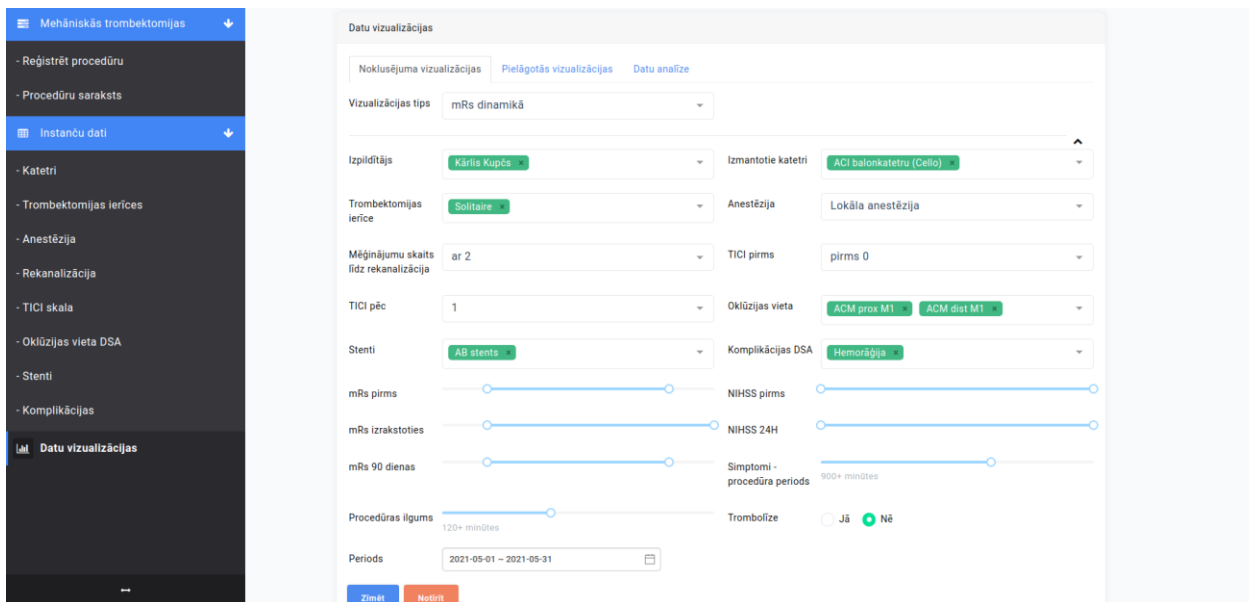 Mehāniskās trombektomijas
- Reģistrēt procedūru
- Procedūru saraksts
Instanču dati
- Katetri
- Trombektomijas ierīces
- Anestēzija
- Rekanalizācija
- TICI skala
- Oklūzijas vieta DSA
- Stenti
- Komplikācijas
Datu vizualizācijas
Datu vizualizācijas
Noklusējuma vizualizācijas Pielāgotās vizualizācijas Datu analīze
Vizualizācijas tips mRs dinamikā
Izpildītājs Kārlis Kupčs × Izmantotie katetri ACI balonkatetru (Cello) ×
Trombektomijas ierīce Solitaire × Anestēzija Lokāla anestēzija
Mēģinājumu skaits līdz rekanalizācija ar 2 TICI pirms pirms 0
TICI pēc 1 Oklūzijas vieta ACM prox M1 × ACM dist M1 ×
Stenti AB stents × Komplikācijas DSA Hemorāģija ×
mRs pirms NIHSS pirms
mRs izrakstoties NIHSS 24H
mRs 90 dienas Simptomi - procedūra periods 900+ minūtes
Procedūras ilgums 120+ minūtes Trombolīze Jā Nē
Periods 2021-05-01 ~ 2021-05-31
Zīmēt Notīrīt